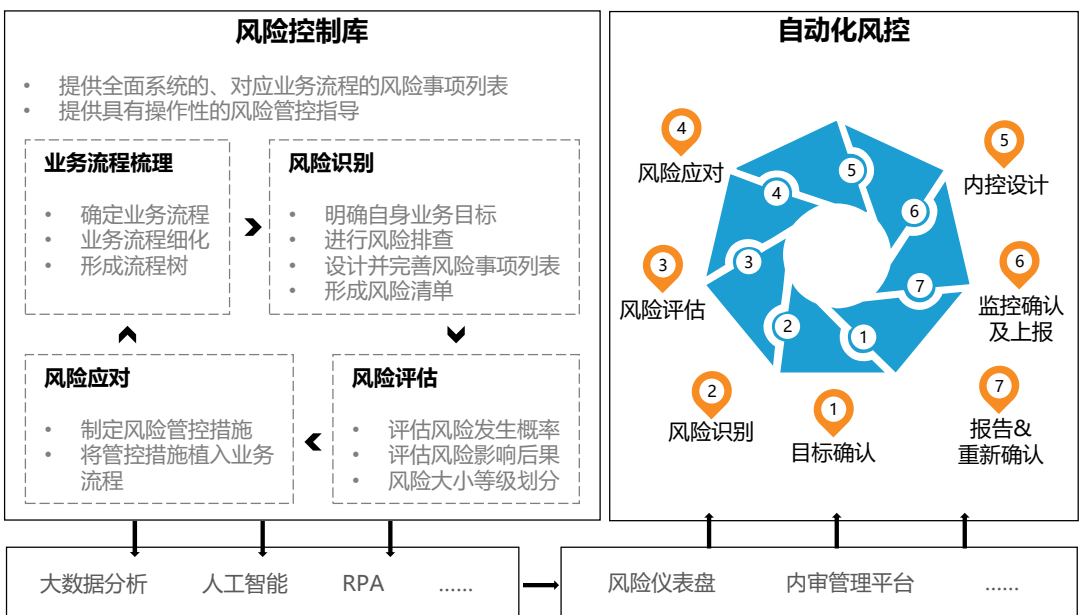 风险控制库
• 提供全面系统的、对应业务流程的风险事项列表
• 提供具有操作性的风险管控指导
业务流程梳理
• 确定业务流程
• 业务流程细化
• 形成流程树
风险识别
• 明确自身业务目标
• 进行风险排查
• 设计并完善风险事项列表
• 形成风险清单
风险应对
• 制定风险管控措施
• 将管控措施植入业务
流程
风险评估
• 评估风险发生概率
• 评估风险影响后果
• 风险大小等级划分
自动化风控
4
风险应对
5
内控设计
3
风险评估
6
监控确认
及上报
2
风险识别
1
目标确认
7
报告&
重新确认
5
4
6
3
7
2
1
大数据分析 人工智能 RPA ......
风险仪表盘 内审管理平台 ......